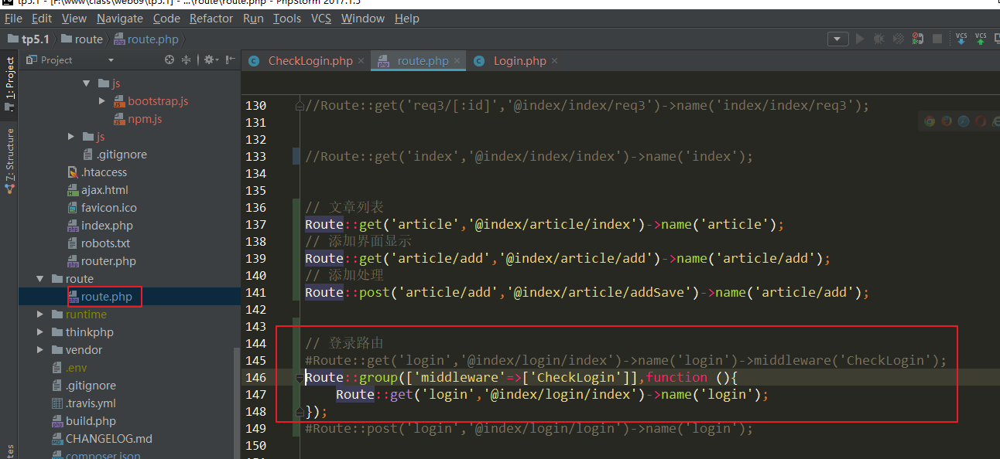 tp5.1 - [F:\www\class\web69\tp5.1] - ...\route\route.php - PhpStorm 2017.1.5
File Edit View Navigate Code Refactor Run Tools VCS Window Help
tp5.1 route route.php
VCS VCS
1: Project
7: Structure
Project
CheckLogin.php × route.php × Login.php ×
js
bootstrap.js
npm.js
js
.gitignore
.htaccess
ajax.html
favicon.ico
index.php
robots.txt
router.php
route
route.php
runtime
thinkphp
vendor
.env
.gitignore
.travis.yml
build.php
CHANGELOG.md
composer.json
130 //Route::get('req3/[:id]','@index/index/req3')->name('index/index/req3');
131
132
133 //Route::get('index','@index/index/index')->name('index');
134
135
136 // 文章列表
137 Route::get('article','@index/article/index')->name('article');
138 // 添加界面显示
139 Route::get('article/add','@index/article/add')->name('article/add');
140 // 添加处理
141 Route::post('article/add','@index/article/addSave')->name('article/add');
142
143
144 // 登录路由
145 #Route::get('login','@index/login/index')->name('login')->middleware('CheckLogin');
146 Route::group(['middleware'=>['CheckLogin']],function (){
147 Route::get('login','@index/login/index')->name('login');
148 });
149 #Route::post('login','@index/login/login')->name('login');
150